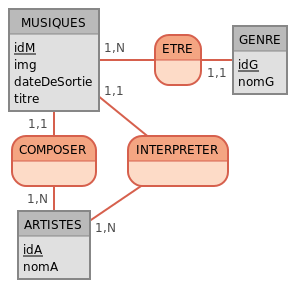 MUSIQUES
idM
img
dateDeSortie
titre
1,N
ETRE
1,1
GENRE
idG
nomG
1,1
1,1
COMPOSER
INTERPRETER
1,N
1,N
ARTISTES
idA
nomA